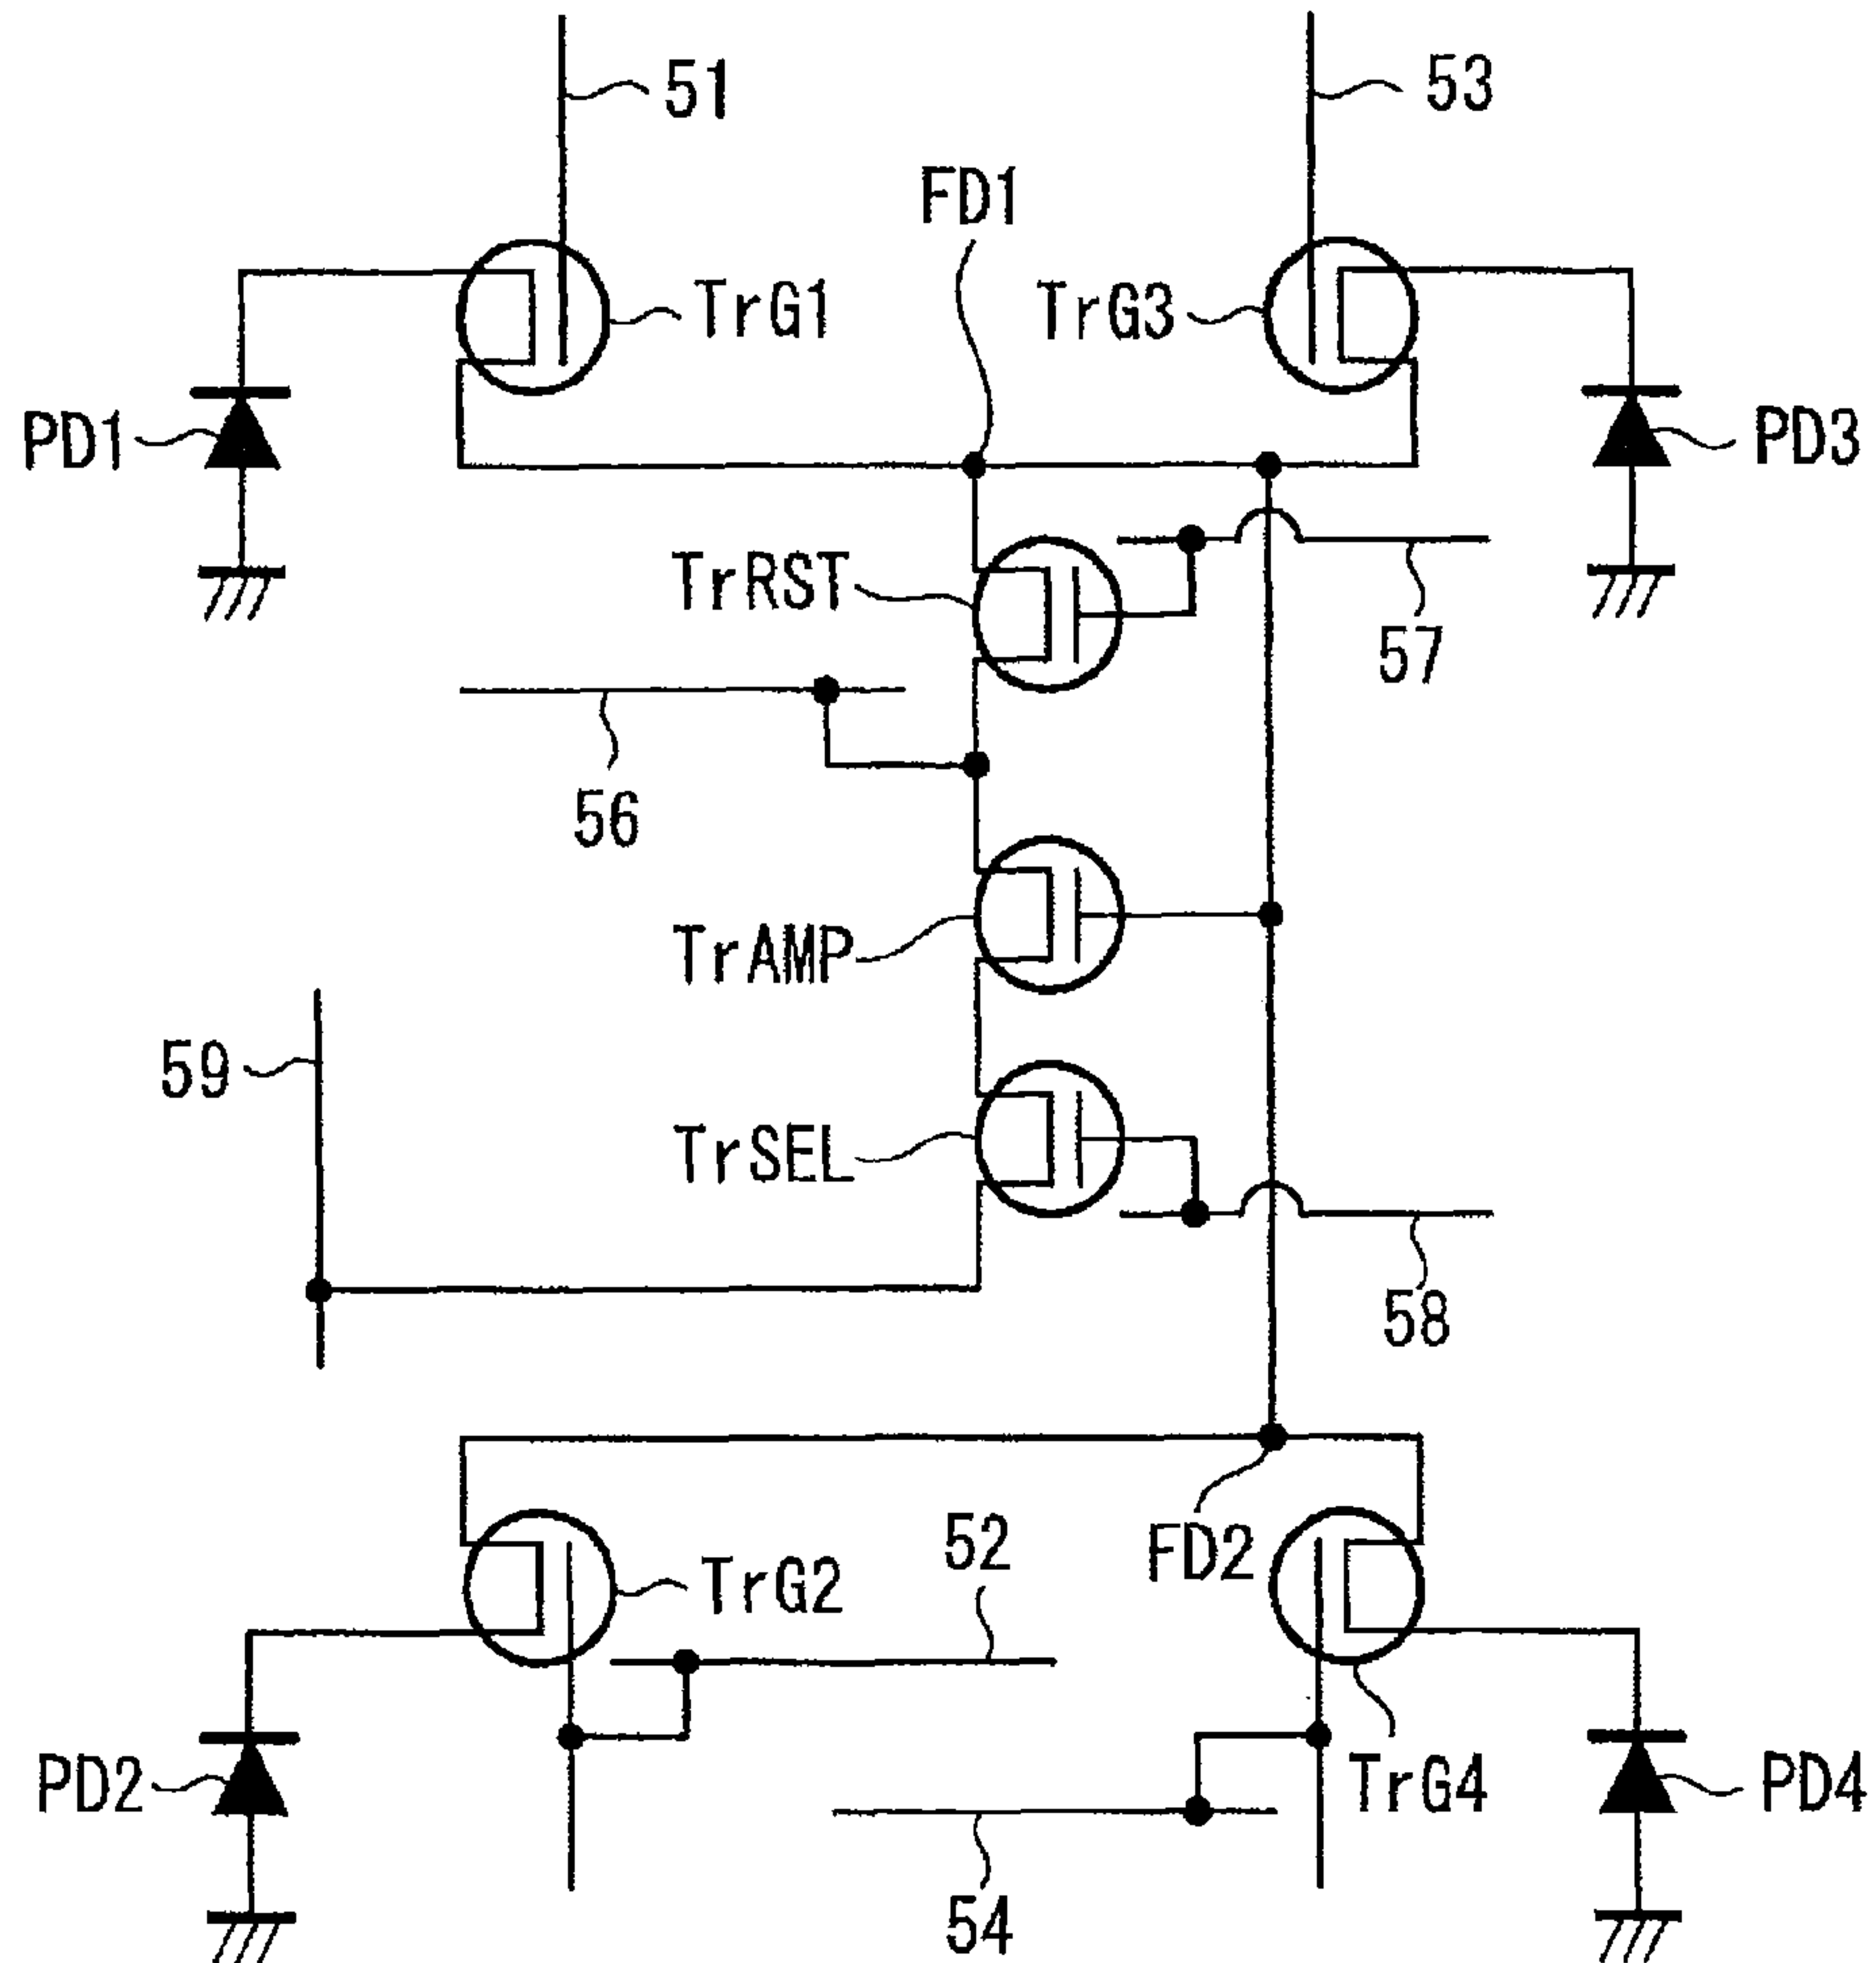 51
53
FD1
TrG1
TrG3
PD1
PD3
TrRST
57
56
TrAMP
59
TrSEL
58
52
FD2
TrG2
PD2
TrG4
PD4
54